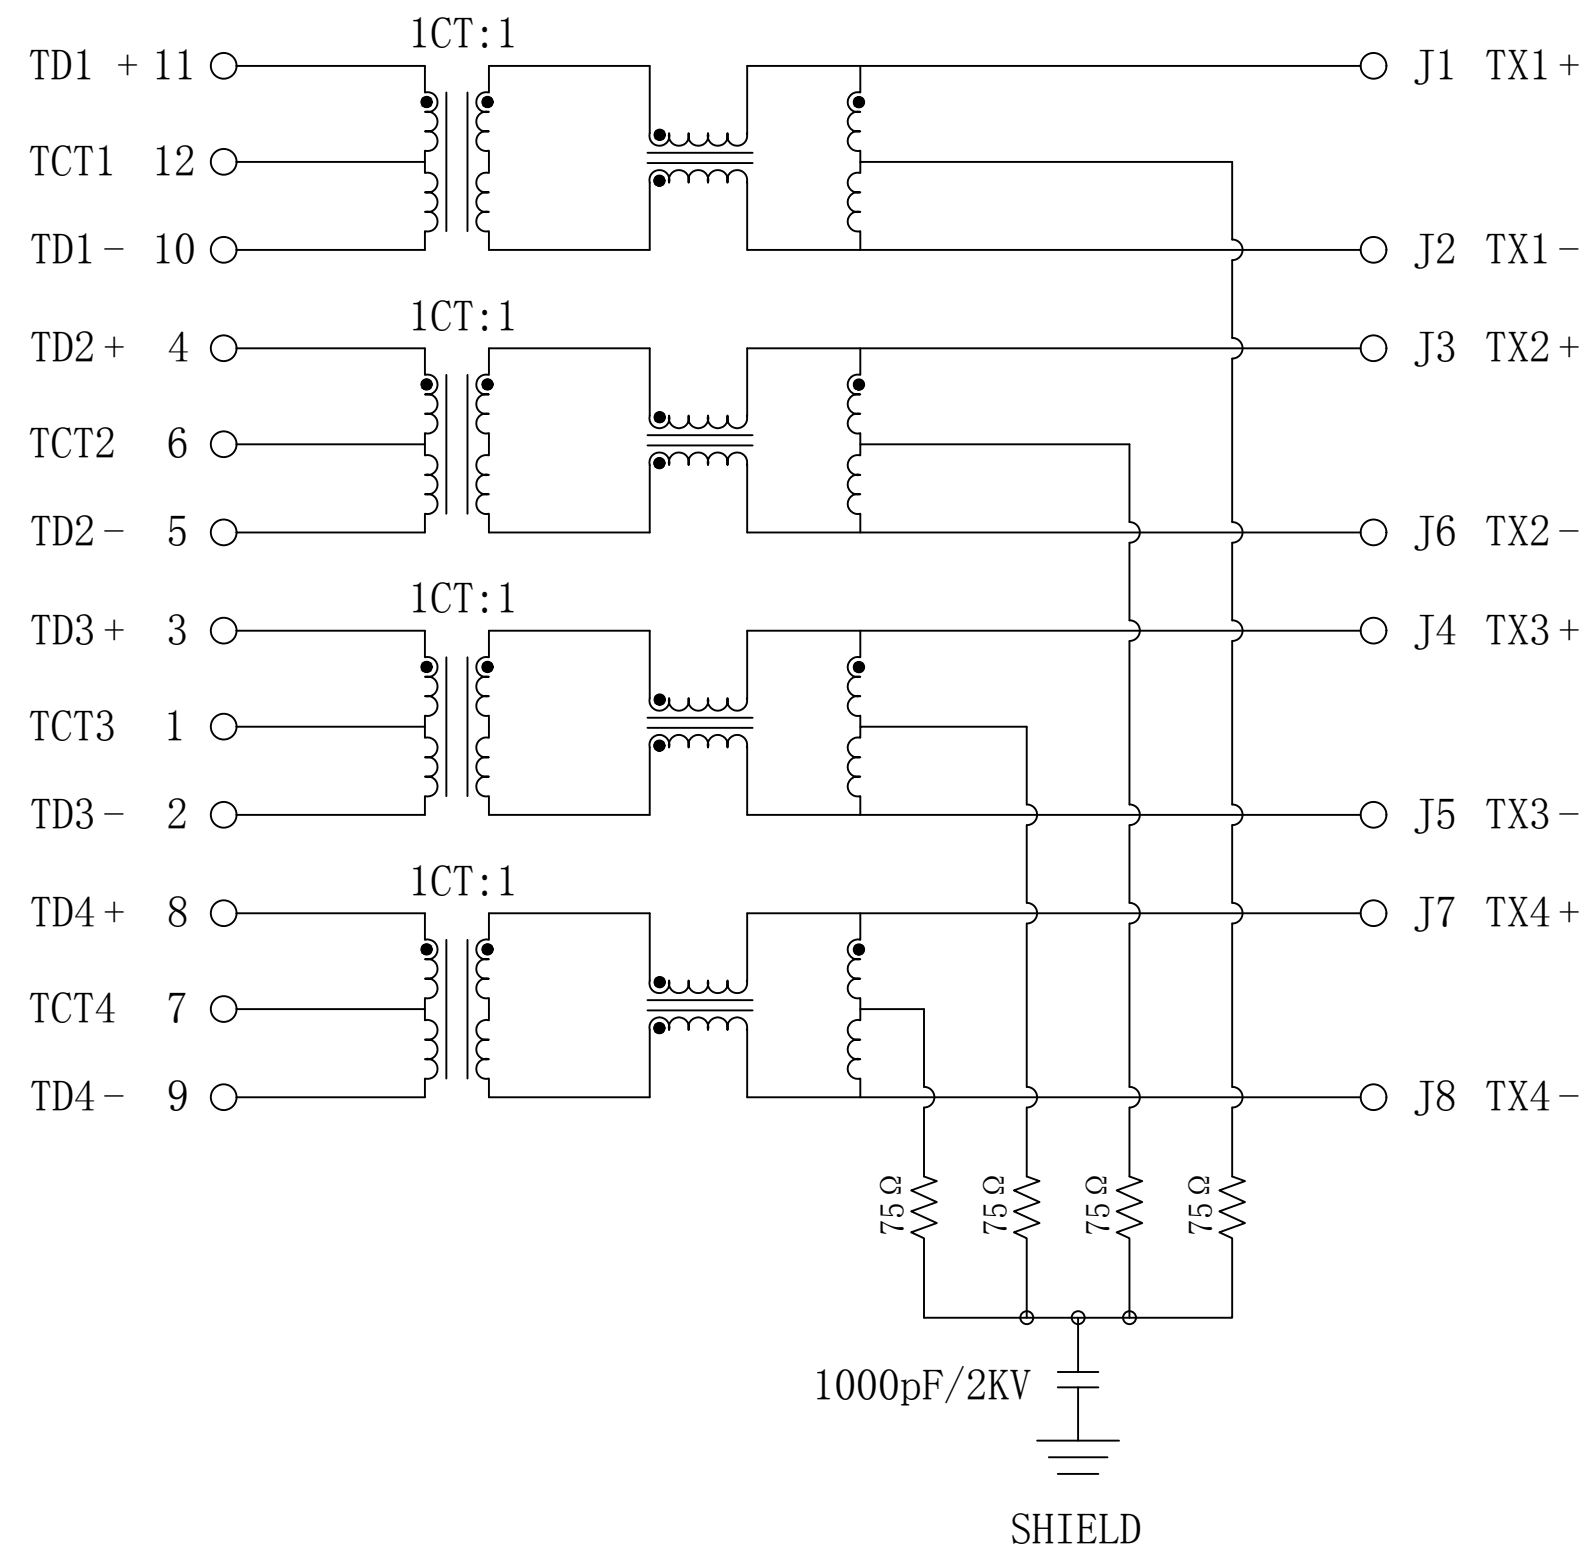 1CT:1
TD1 + 11 J1 TX1+
TCT1 12
TD1- 10 J2 TX1-
1CT:1
TD2+ 4 J3 TX2+
TCT2 6
TD2- 5 J6 TX2-
1CT:1
TD3+ 3 J4 TX3+
TCT3 1
TD3- 2 J5 TX3-
1CT:1
TD4+ 8 J7 TX4+
TCT4 7
TD4- 9 J8 TX4-
75Ω 75Ω 75Ω 75Ω
1000pF/2KV
SHIELD